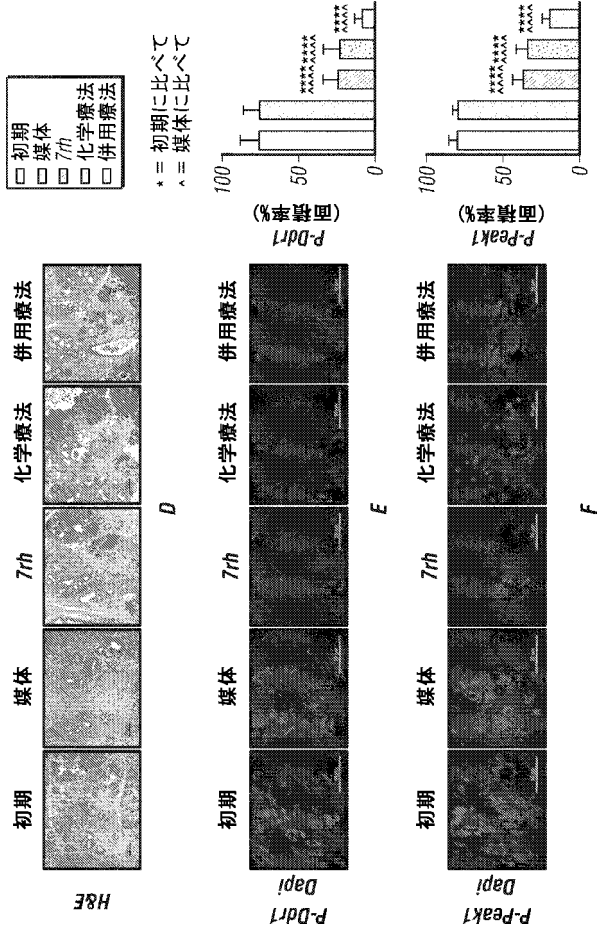 初期
媒体
7rh
化学療法
併用療法
H&E
D
初期
媒体
7rh
化学療法
併用療法
* = 初期に比べて
^ = 媒体に比べて
初期
媒体
7rh
化学療法
併用療法
P-Ddr1
Dapi
E
P-Ddr1
(面積率%)
100
50
0
****
^^^^
****
^^^^
****
^^^^
初期
媒体
7rh
化学療法
併用療法
P-Peak1
Dapi
F
P-Peak1
(面積率%)
100
50
0
****
^^^^
****
^^^^
****
^^^^